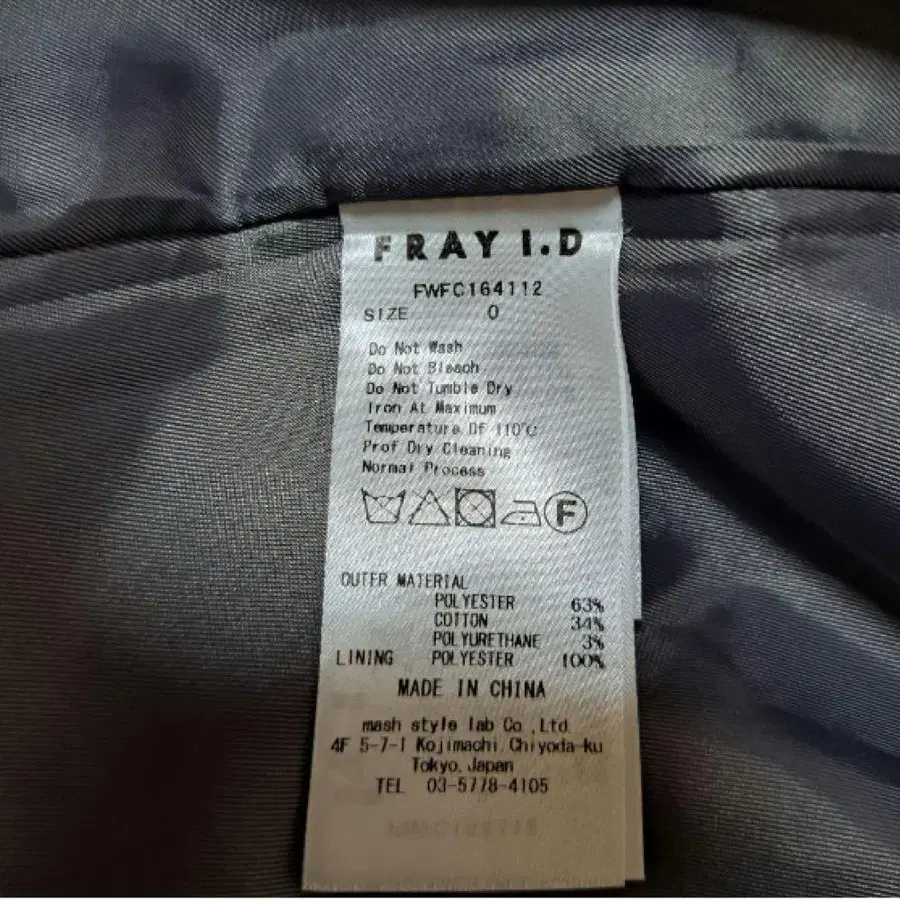 FRAY I.D
FWFC164112
SIZE 0
Do Not Wash
Do Not Bleach
Do Not Tumble Dry
Iron At Maximum
Temperature Of 110°C
Prof Dry Cleaning
Normal Process
F
OUTER MATERIAL
POLYESTER 63%
COTTON 34%
POLYURETHANE 3%
LINING POLYESTER 100%
MADE IN CHINA
mash style lab Co.,Ltd.
4F 5-7-1 Kojimachi, Chiyoda-ku
Tokyo, Japan
TEL 03-5778-4105